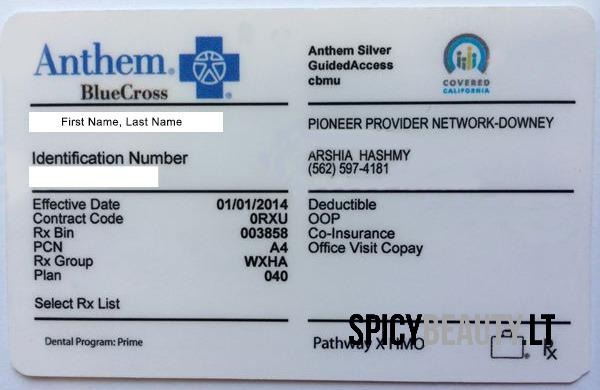 Anthem.
BlueCross
First Name, Last Name
Identification Number
Effective Date 01/01/2014
Contract Code 0RXU
Rx Bin 003858
PCN A4
Rx Group WXHA
Plan 040
Select Rx List
Dental Program: Prime
Anthem Silver
GuidedAccess
cbmu
COVERED
CALIFORNIA
PIONEER PROVIDER NETWORK-DOWNEY
ARSHIA HASHMY
(562) 597-4181
Deductible
OOP
Co-Insurance
Office Visit Copay
SPICYBEAUTY.LT
Pathway X HMO
Rx